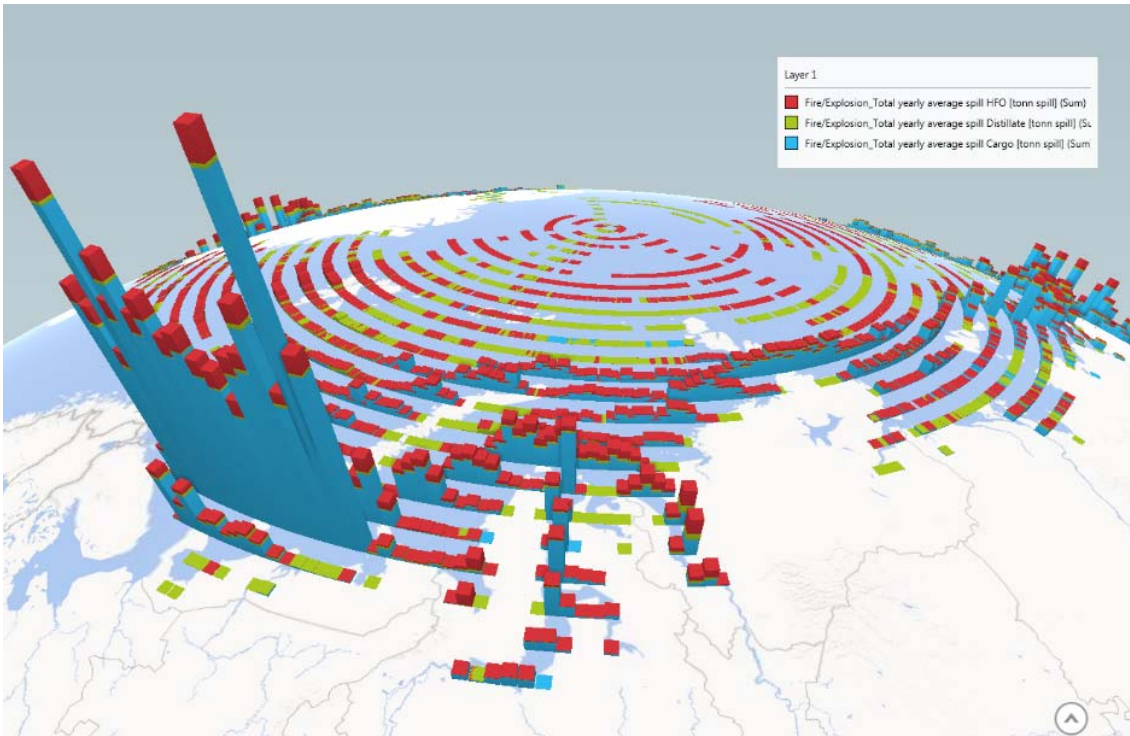 Layer 1
Fire/Explosion_Total yearly average spill HFO [tonn spill] (Sum)
Fire/Explosion_Total yearly average spill Distillate [tonn spill] (Su
Fire/Explosion_Total yearly average spill Cargo [tonn spill] (Sum